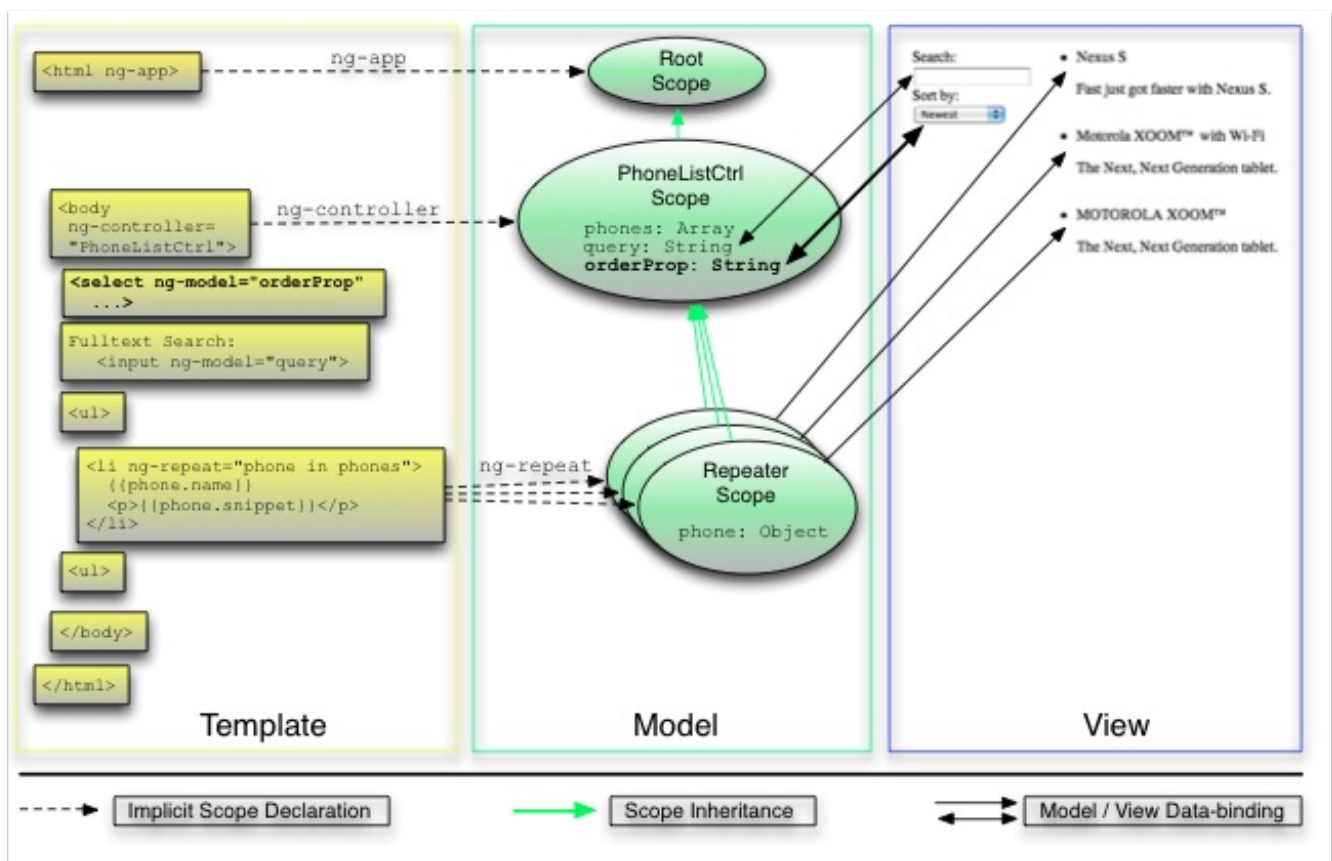 <html ng-app>
ng-app
<body
ng-controller=
"PhoneListCtrl">
ng-controller
<select ng-model="orderProp"
...>
Fulltext Search:
<input ng-model="query">
<ul>
<li ng-repeat="phone in phones">
{{phone.name}}
<p>{{phone.snippet}}</p>
</li>
ng-repeat
<ul>
</body>
</html>
Template
Root
Scope
PhoneListCtrl
Scope
phones: Array
query: String
orderProp: String
Repeater
Scope
phone: Object
Model
Search:
Sort by:
Newest
Nexus S
Fast just got faster with Nexus S.
Motorola XOOM™ with Wi-Fi
The Next, Next Generation tablet.
MOTOROLA XOOM™
The Next, Next Generation tablet.
View
Implicit Scope Declaration
Scope Inheritance
Model / View Data-binding